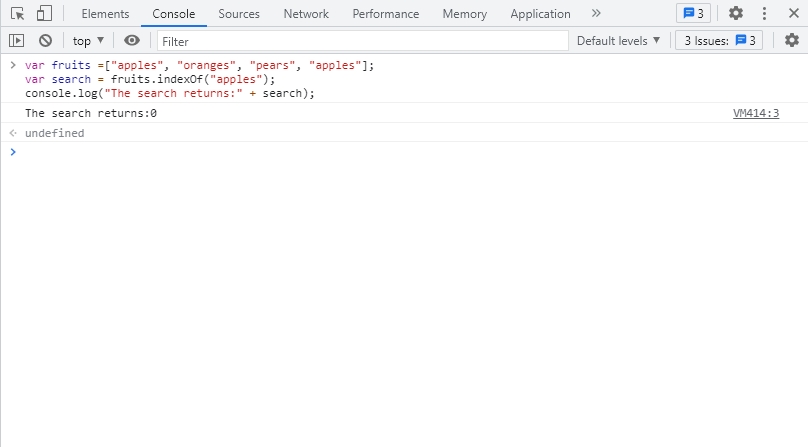 Elements Console Sources Network Performance Memory Application » 3
top ▼ Filter Default levels ▼ 3 Issues: 3
> var fruits =["apples", "oranges", "pears", "apples"];
var search = fruits.indexOf("apples");
console.log("The search returns:" + search);
The search returns:0 VM414:3
undefined
>